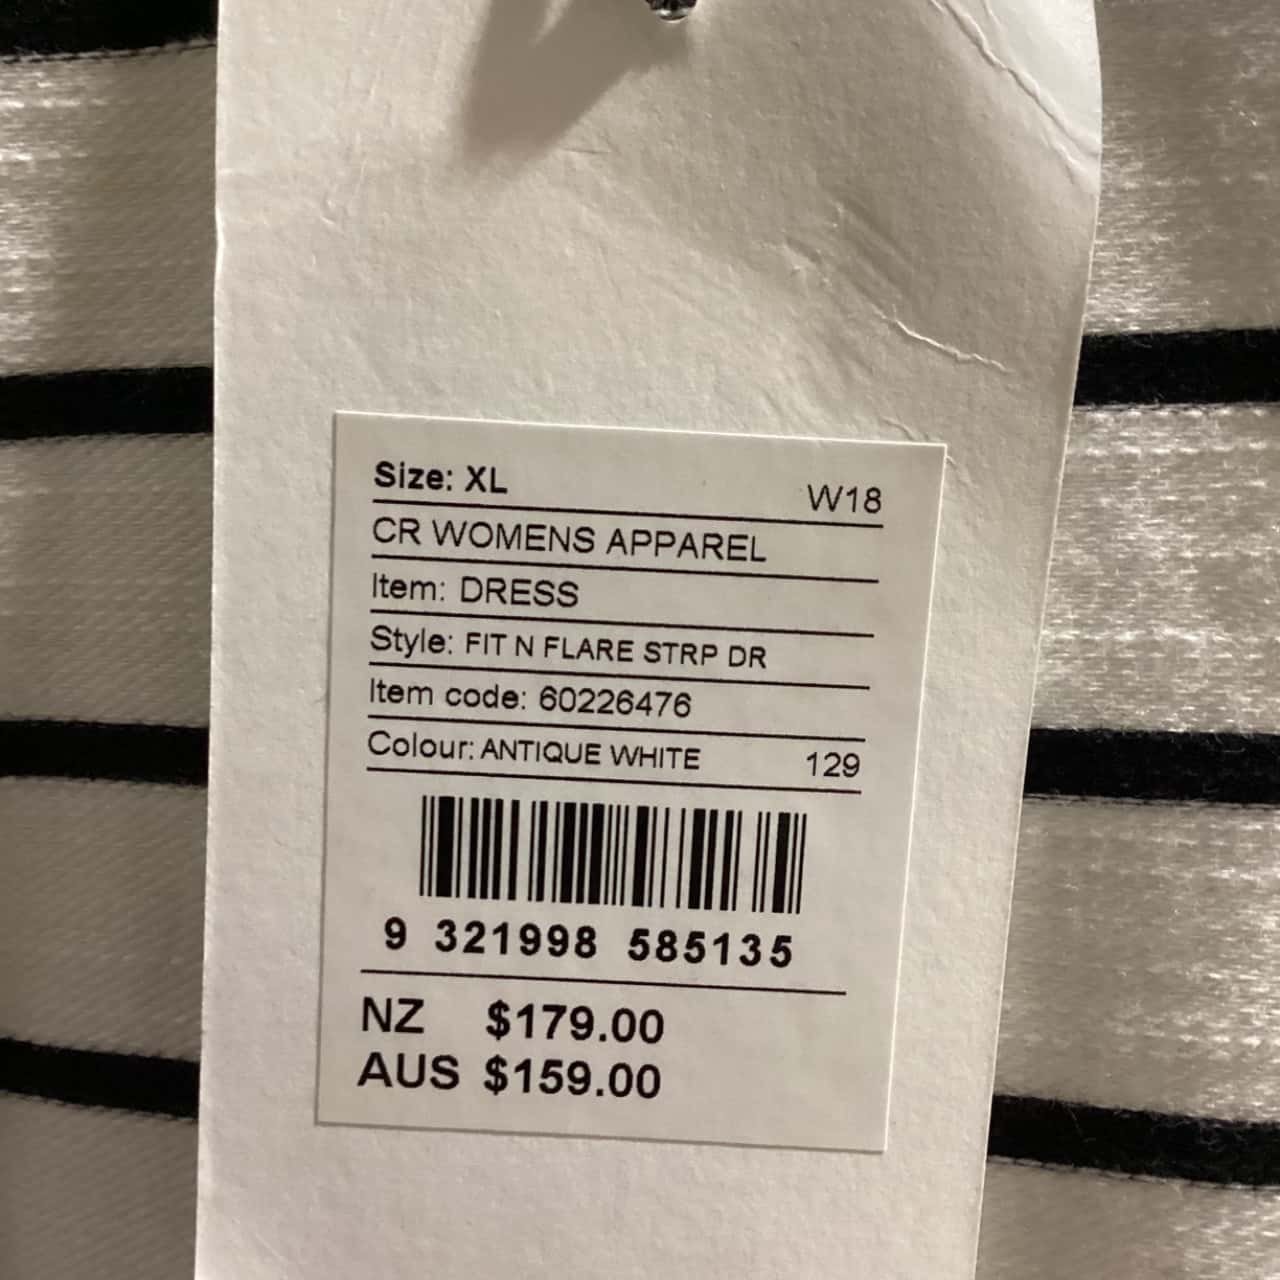 Size: XL W18
CR WOMENS APPAREL
Item: DRESS
Style: FIT N FLARE STRP DR
Item code: 60226476
Colour: ANTIQUE WHITE 129
9 321998 585135
NZ $179.00
AUS $159.00